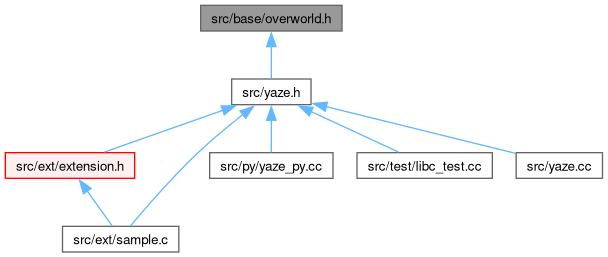 src/base/overworld.h
src/yaze.h
src/ext/extension.h
src/py/yaze_py.cc
src/test/libc_test.cc
src/yaze.cc
src/ext/sample.c